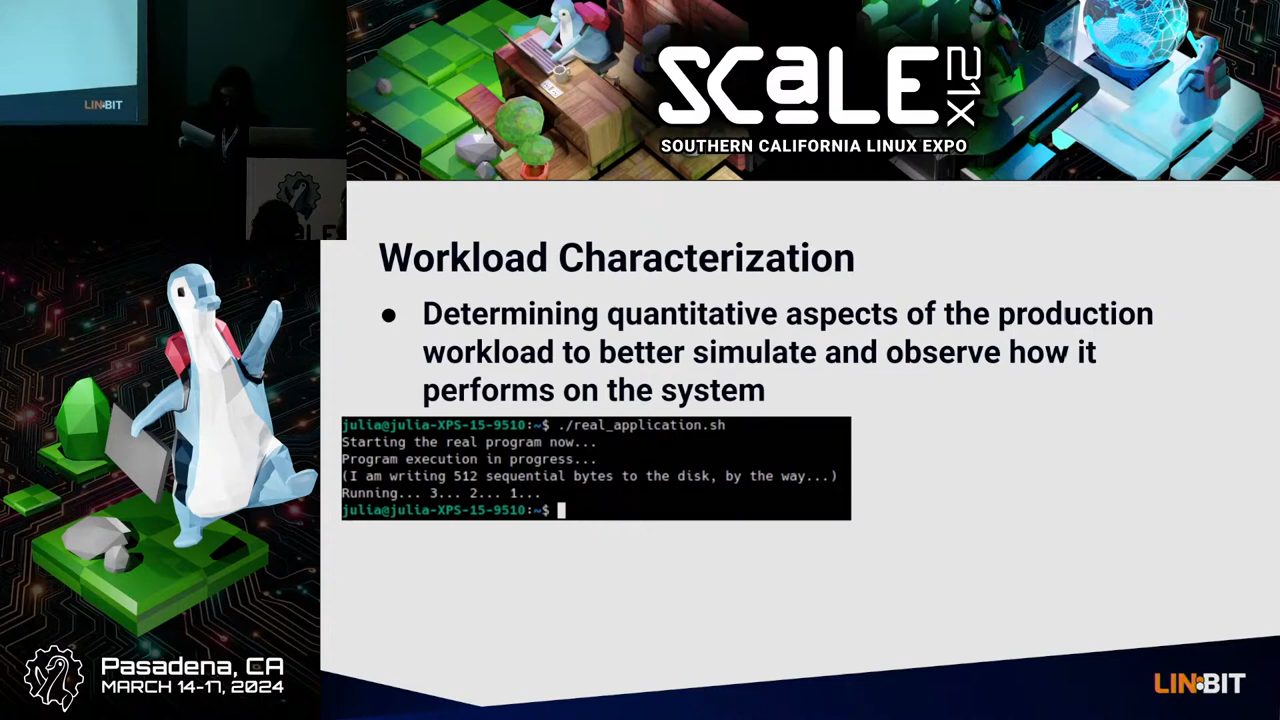 LINBIT
SCaLE 21x
SOUTHERN CALIFORNIA LINUX EXPO
Workload Characterization
● Determining quantitative aspects of the production
workload to better simulate and observe how it
performs on the system
julia@julia-XPS-15-9510:~$ ./real_application.sh
Starting the real program now...
Program execution in progress...
(I am writing 512 sequential bytes to the disk, by the way...)
Running... 3... 2... 1...
julia@julia-XPS-15-9510:~$
Pasadena, CA
MARCH 14-17, 2024
LINBIT